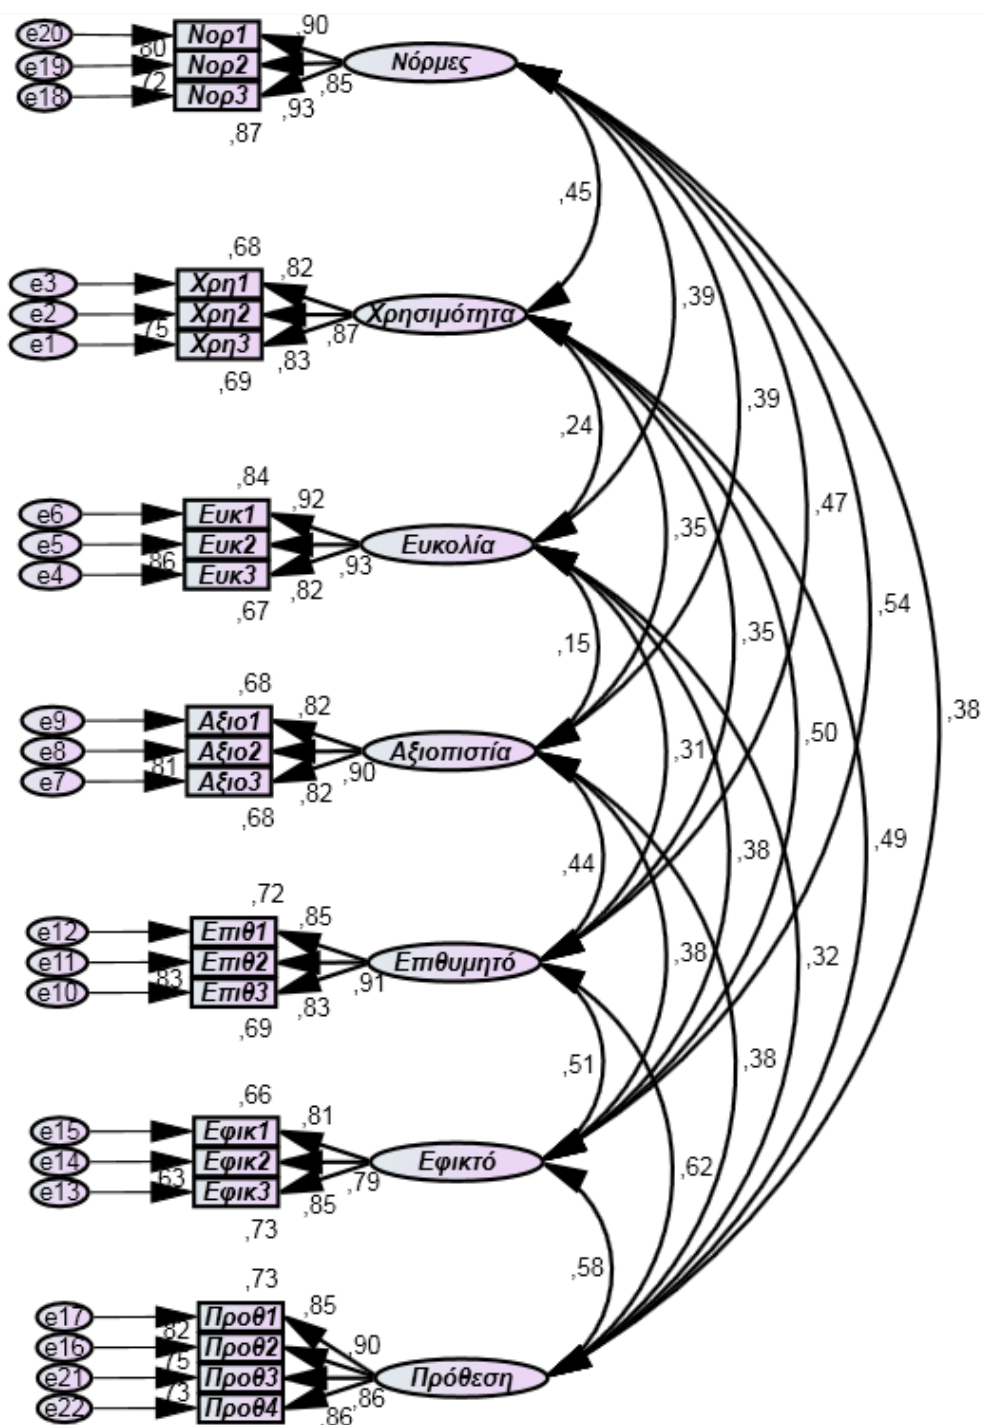 e20 Νορ1 ,90
,80
e19 Νορ2 Νόρμες
,72 ,85
e18 Νορ3 ,93
,87
,45
,68
e3 Χρη1 ,82
,39
e2 Χρη2 Χρησιμότητα
,75 ,87
e1 Χρη3 ,83
,69
,39
,24
,84
e6 Ευκ1 ,92
,47
,35
e5 Ευκ2 Ευκολία
,86 ,93
e4 Ευκ3 ,82
,67
,54
,35
,15
,68
e9 Αξιο1 ,82
,38
,50
e8 Αξιο2 Αξιοπιστία
,31
,81 ,90
e7 Αξιο3 ,82
,68
,49
,38
,44
,72
e12 Επιθ1 ,85
e11 Επιθ2 Επιθυμητό
,38
,32
,83 ,91
e10 Επιθ3 ,83
,69
,38
,51
,66
e15 Εφικ1 ,81
e14 Εφικ2 Εφικτό
,62
,63 ,79
e13 Εφικ3 ,85
,73
,58
,73
e17 Προθ1 ,85
,82
e16 Προθ2 ,90
,75
e21 Προθ3 Πρόθεση
,73 ,86
e22 Προθ4 ,86